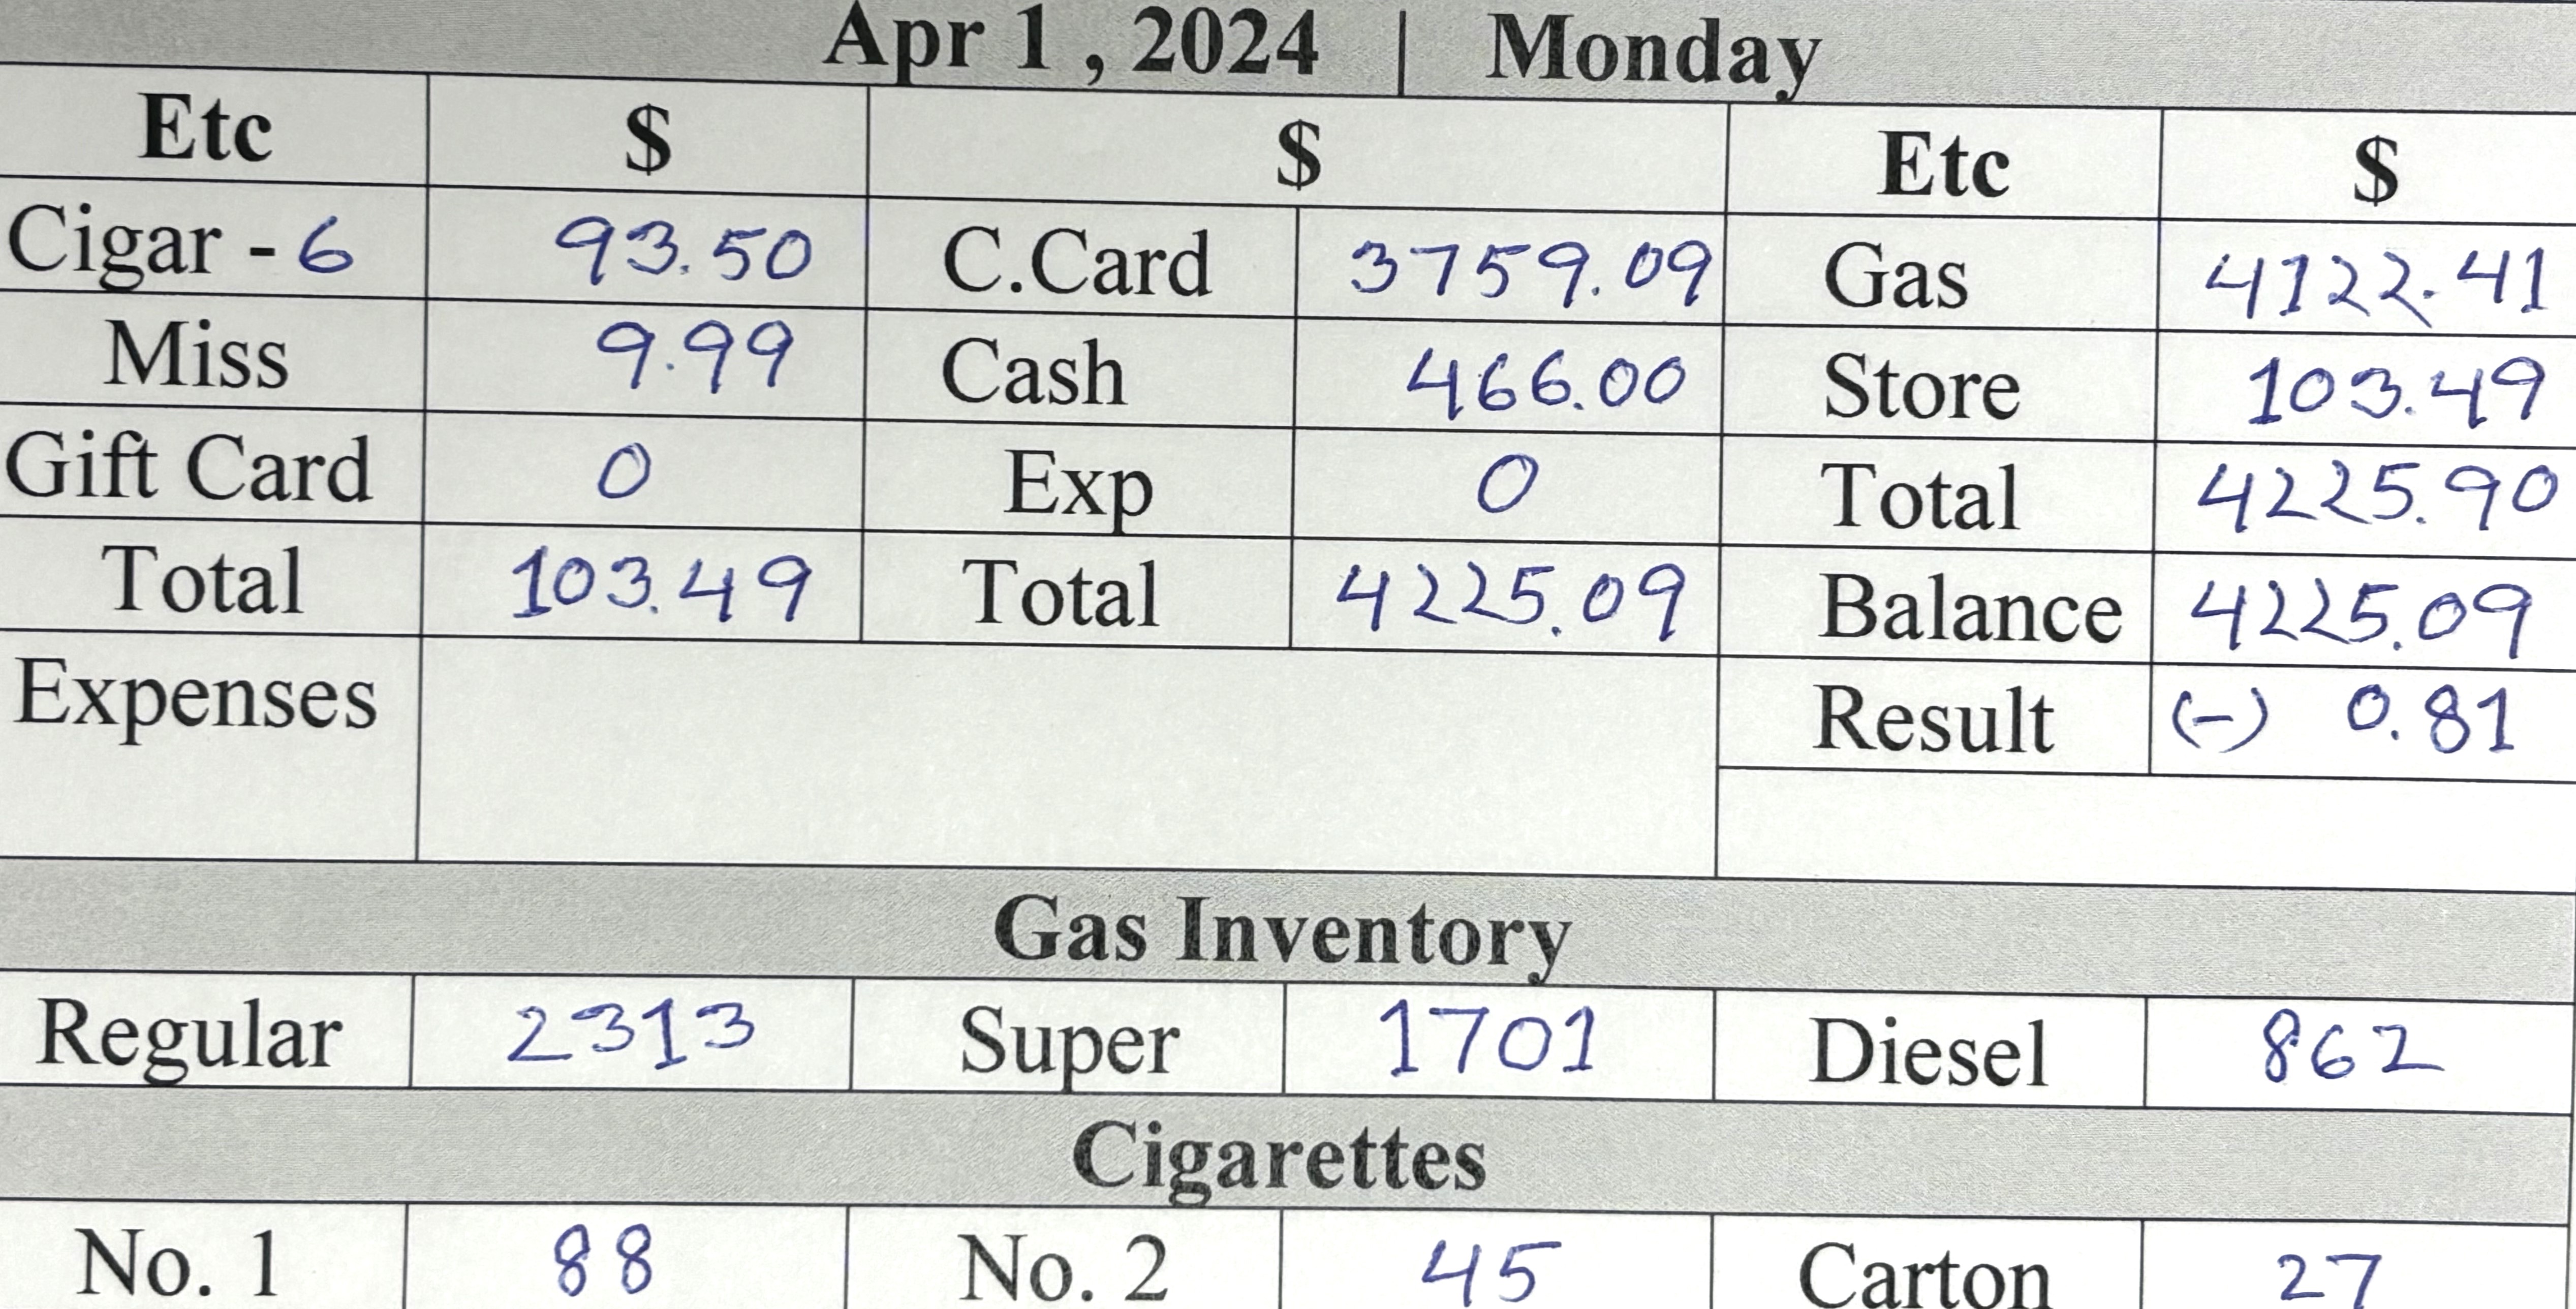 Apr 1 , 2024 | Monday
Etc $ $ Etc $
Cigar - 6 93.50 C.Card 3759.09 Gas 4122.41
Miss 9.99 Cash 466.00 Store 103.49
Gift Card 0 Exp 0 Total 4225.90
Total 103.49 Total 4225.09 Balance 4225.09
Expenses Result (-) 0.81
Gas Inventory
Regular 2313 Super 1701 Diesel 862
Cigarettes
No. 1 88 No. 2 45 Carton 27